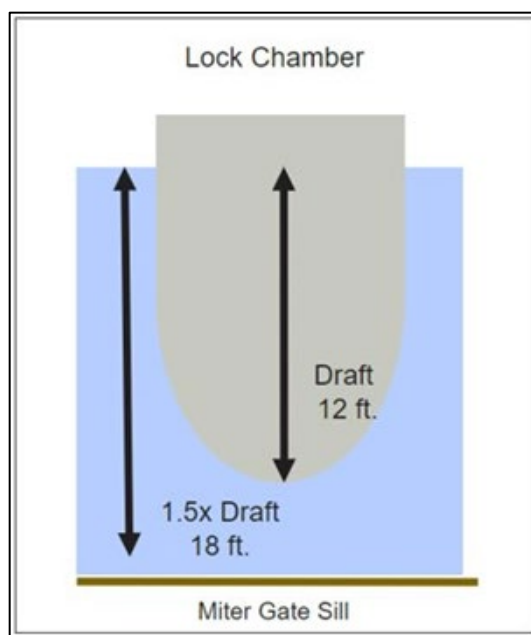 Lock Chamber
Draft
12 ft.
1.5x Draft
18 ft.
Miter Gate Sill